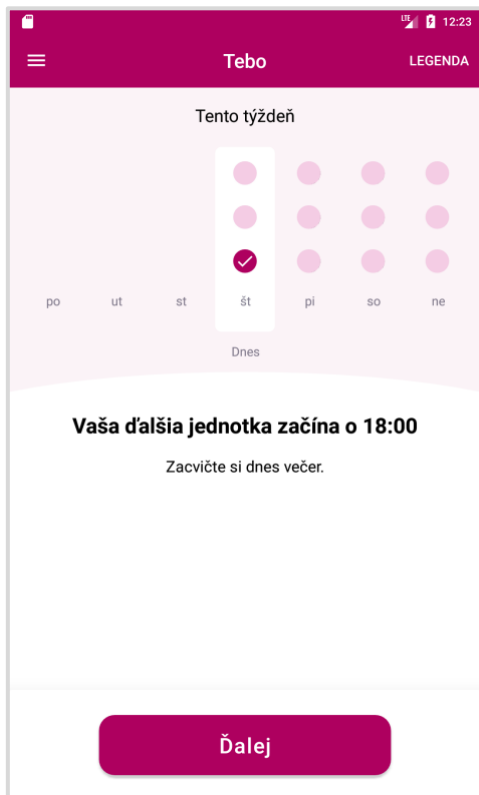 LTE 12:23
Tebo LEGENDA
Tento týždeň
po ut st št pi so ne
Dnes
Vaša ďalšia jednotka začína o 18:00
Zacvičte si dnes večer.
Ďalej